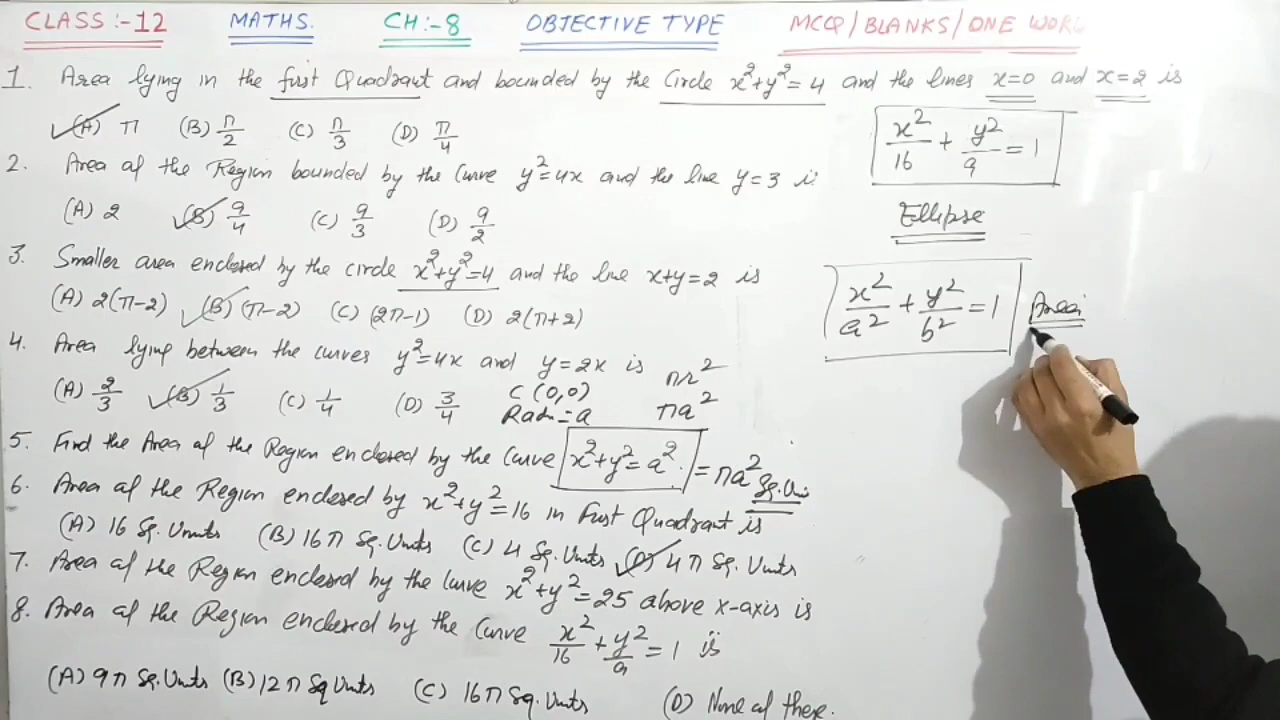 CLASS :- 12 MATHS. CH:-8 OBJECTIVE TYPE MCQ/BLANKS/ONE WOR
1. Area lying in the first Quadrant and bounded by the Circle x²+y²=4 and the lines x=0 and x=2 is
(A) π (B) π/2 (C) π/3 (D) π/4
2. Area of the Region bounded by the Curve y²=4x and the line y=3 is
(A) 2 (B) 9/4 (C) 9/3 (D) 9/2
3. Smaller area enclosed by the circle x²+y²=4 and the line x+y=2 is
(A) 2(π-2) (B) (π-2) (C) (2π-1) (D) 2(π+2)
4. Area lying between the curves y²=4x and y=2x is
(A) 2/3 (B) 1/3 (C) 1/4 (D) 3/4
C (0,0)
Radi=a
πr²
πa²
5. Find the Area of the Region enclosed by the Curve x²+y²=a². = πa² Sq.Uni
6. Area of the Region enclosed by x²+y²=16 in First Quadrant is
(A) 16 Sq. Units (B) 16π Sq. Units (C) 4 Sq. Units (D) 4π Sq. Units
7. Area of the Region enclosed by the Curve x²+y²=25 above x-axis is
8. Area of the Region enclosed by the Curve x²/16 + y²/9 = 1 is
(A) 9π Sq. Units (B) 12π Sq Units (C) 16π Sq. Units (D) None of these.
x²/16 + y²/9 = 1
Ellipse
x²/a² + y²/b² = 1 Area